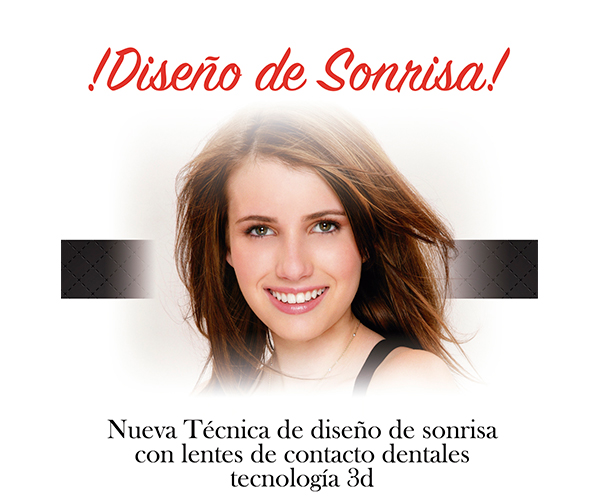 !Diseño de Sonrisa!
Nueva Técnica de diseño de sonrisa
con lentes de contacto dentales
tecnología 3d